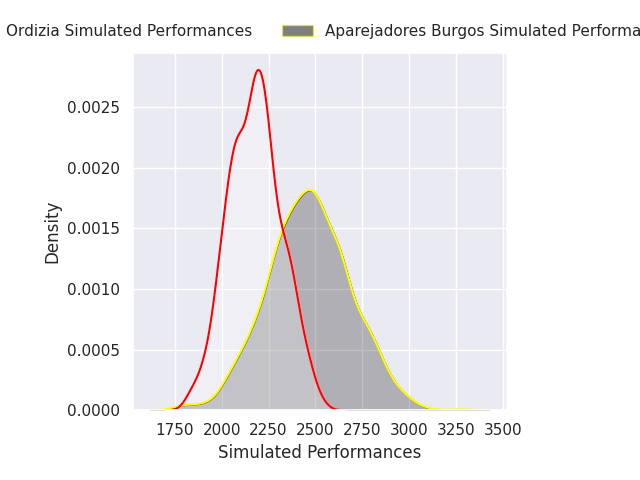 Ordizia Simulated Performances
Aparejadores Burgos Simulated Performa
0.0025
0.0020
0.0015
0.0010
0.0005
0.0000
Density
1750 2000 2250 2500 2750 3000 3250 3500
Simulated Performances